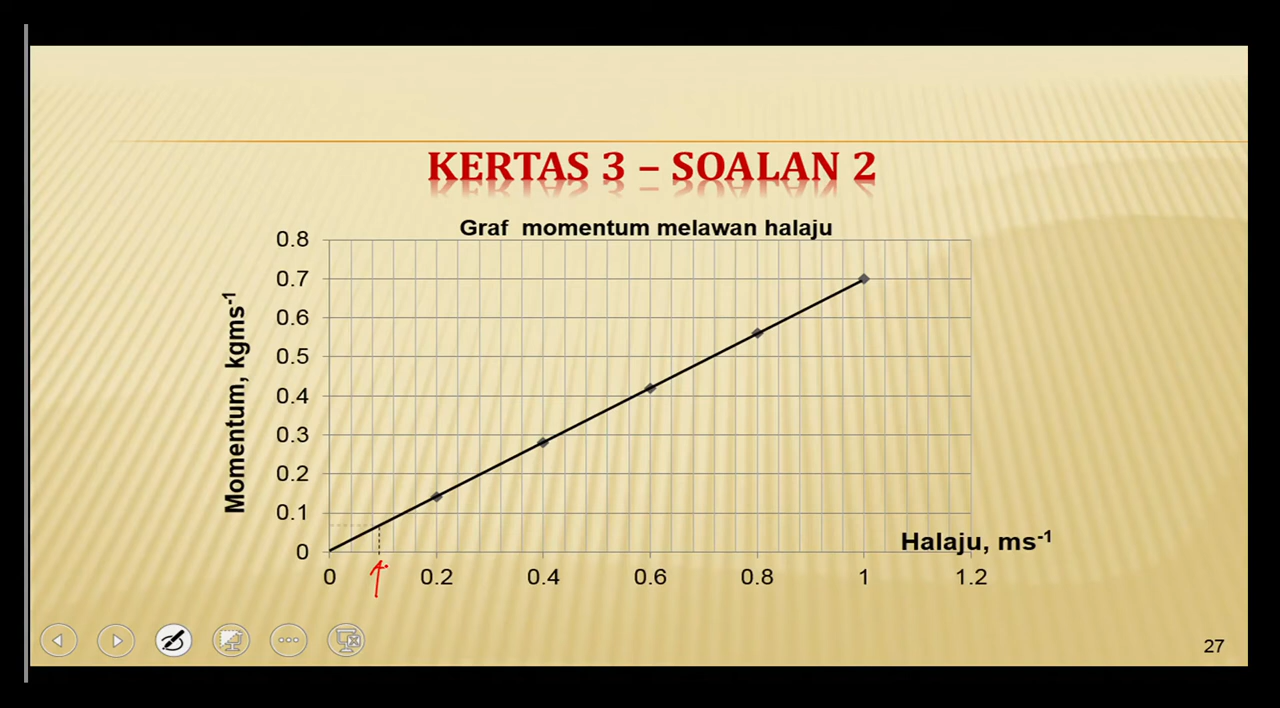 KERTAS 3 – SOALAN 2
Graf momentum melawan halaju
Momentum, kgms⁻¹
0.8
0.7
0.6
0.5
0.4
0.3
0.2
0.1
0
Halaju, ms⁻¹
0 0.2 0.4 0.6 0.8 1 1.2
27